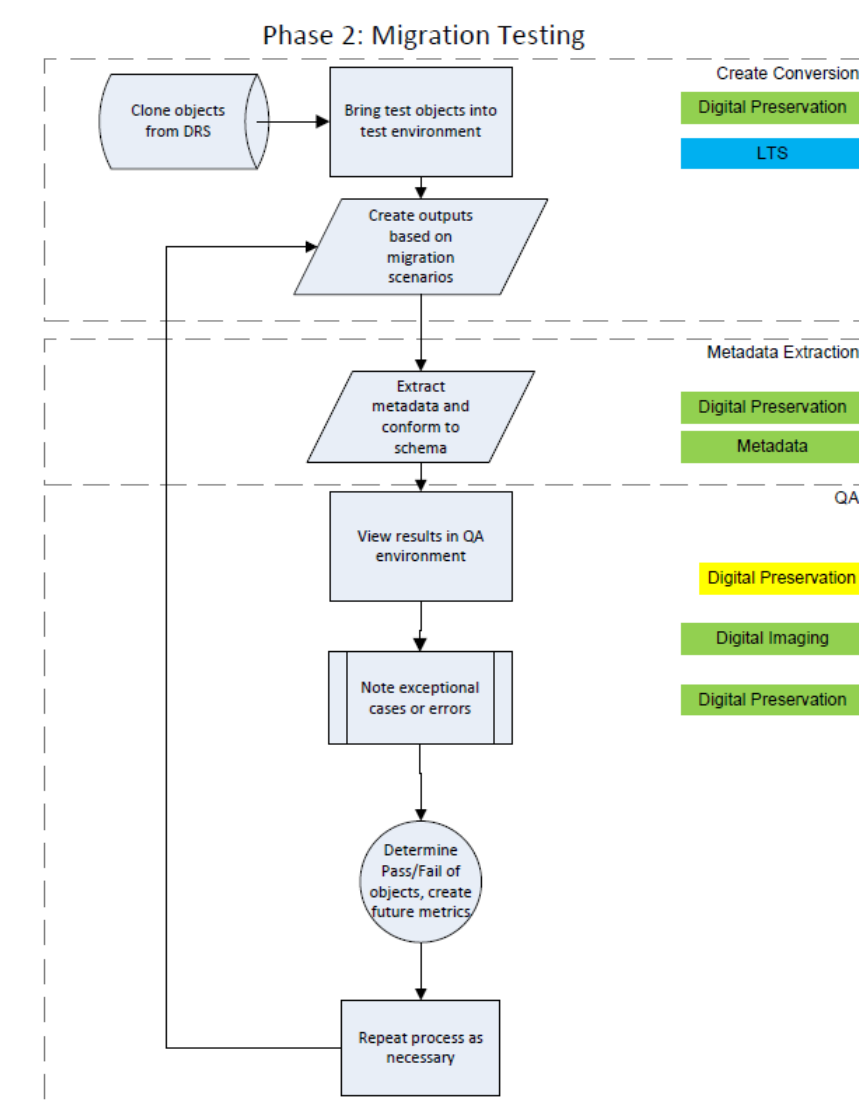 Phase 2: Migration Testing
Create Conversion
Clone objects
from DRS
Bring test objects into
test environment
Digital Preservation
LTS
Create outputs
based on
migration
scenarios
Metadata Extraction
Extract
metadata and
conform to
schema
Digital Preservation
Metadata
QA
View results in QA
environment
Digital Preservation
Digital Imaging
Note exceptional
cases or errors
Digital Preservation
Determine
Pass/Fail of
objects, create
future metrics
Repeat process as
necessary